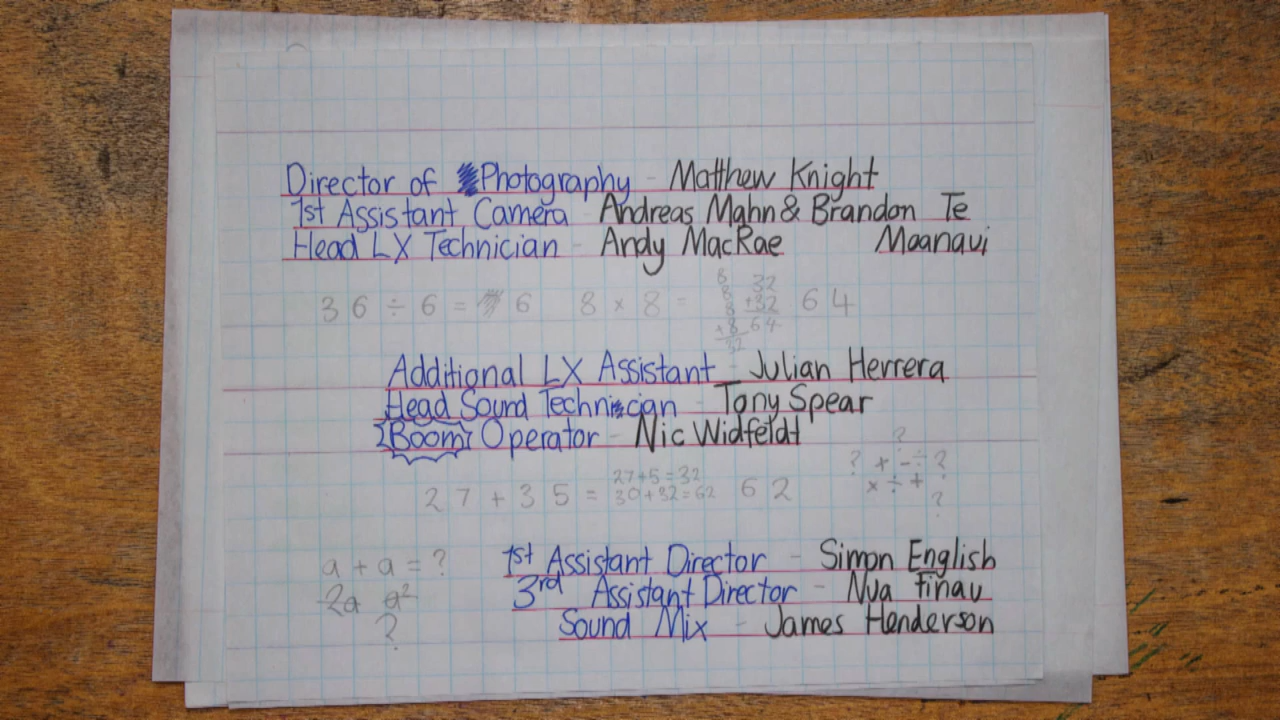 Director of Photography - Matthew Knight
1st Assistant Camera - Andreas Mahn & Brandon Te
Head LX Technician - Andy MacRae Moanaui
36 ÷ 6 = 6 8 × 8 = 64
8 32
8 +32
8 64
+8
32
Additional LX Assistant - Julian Herrera
Head Sound Technician - Tony Spear
Boom Operator - Nic Widfeldt
27 + 35 = 62
27+5=32
30+32=62
?
? + - ÷ ?
× ÷ +
?
a + a = ?
2a a²
?
1st Assistant Director - Simon English
3rd Assistant Director - Nua Finau
Sound Mix - James Henderson